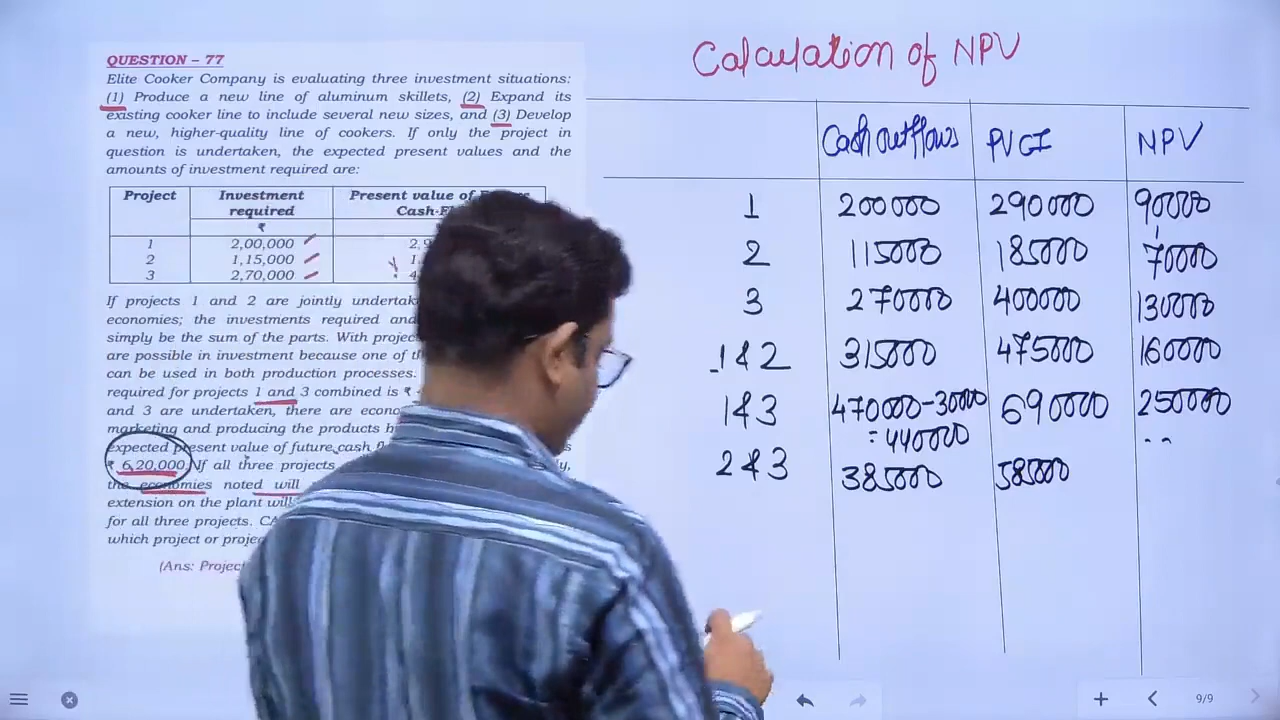 Calculation of NPV
QUESTION – 77
Elite Cooker Company is evaluating three investment situations:
(1) Produce a new line of aluminum skillets, (2) Expand its
existing cooker line to include several new sizes, and (3) Develop
a new, higher-quality line of cookers. If only the project in
question is undertaken, the expected present values and the
amounts of investment required are:
Project Investment required Present value of
₹ Cash-F
1 2,00,000 2,9
2 1,15,000 1,
3 2,70,000 4
If projects 1 and 2 are jointly
economies; the investments required and
simply be the sum of the parts. With
are possible in investment because one of
can be used in both production processes.
required for projects 1 and 3 combined is ₹
and 3 are undertaken, there are
marketing and producing the products
expected present value of future cash
₹ 6,20,000. If all three projects
the economies noted will
extension on the plant will
for all three projects.
which project or
(Ans:
Cash outflows PVCI NPV
1 200000 290000 90000
2 115000 185000 70000
3 270000 400000 130000
1 & 2 315000 475000 160000
1 & 3 470000-30000 690000 250000
= 440000
2 & 3 385000 585000
9/9